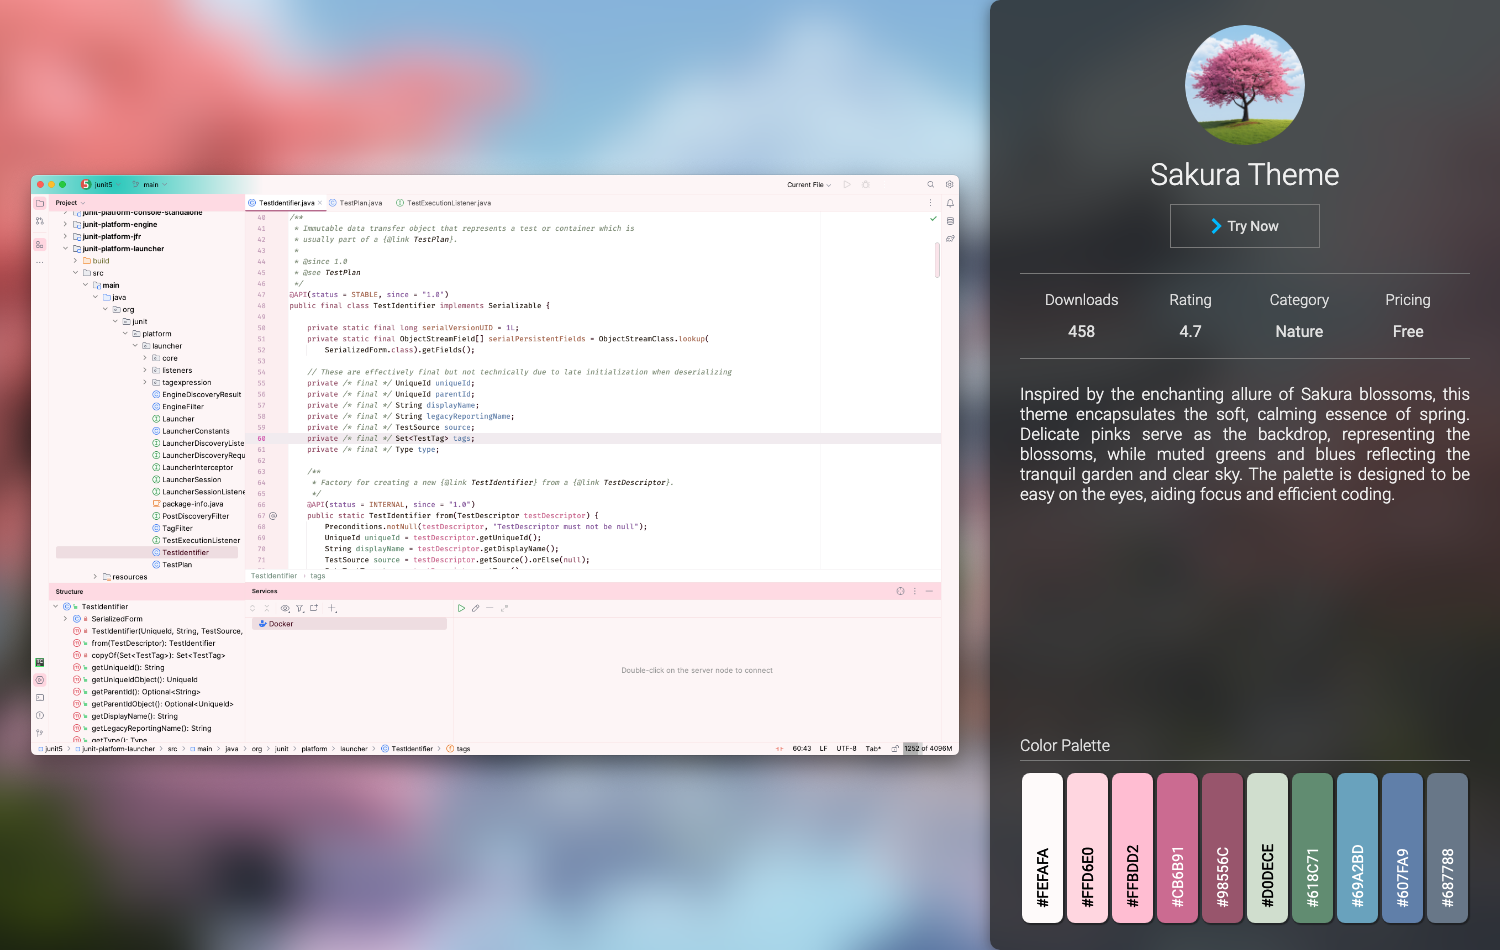 junit5
main
Current File
Project
junit-platform-console-standalone
junit-platform-engine
junit-platform-jfr
junit-platform-launcher
build
src
main
java
org
junit
platform
launcher
core
listeners
tagexpression
EngineDiscoveryResult
EngineFilter
Launcher
LauncherConstants
LauncherDiscoveryListe
LauncherDiscoveryRequ
LauncherInterceptor
LauncherSession
LauncherSessionListene
package-info.java
PostDiscoveryFilter
TagFilter
TestExecutionListener
TestIdentifier
TestPlan
resources
TestIdentifier.java
TestPlan.java
TestExecutionListener.java
40 /**
41 * Immutable data transfer object that represents a test or container which is
42 * usually part of a {@link TestPlan}.
43 *
44 * @since 1.0
45 * @see TestPlan
46 */
47 @API(status = STABLE, since = "1.0")
48 public final class TestIdentifier implements Serializable {
49
50 private static final long serialVersionUID = 1L;
51 private static final ObjectStreamField[] serialPersistentFields = ObjectStreamClass.lookup(
52 SerializedForm.class).getFields();
53
54 // These are effectively final but not technically due to late initialization when deserializing
55 private /* final */ UniqueId uniqueId;
56 private /* final */ UniqueId parentId;
57 private /* final */ String displayName;
58 private /* final */ String legacyReportingName;
59 private /* final */ TestSource source;
60 private /* final */ Set<TestTag> tags;
61 private /* final */ Type type;
62
63 /**
64 * Factory for creating a new {@link TestIdentifier} from a {@link TestDescriptor}.
65 */
66 @API(status = INTERNAL, since = "1.0")
67 public static TestIdentifier from(TestDescriptor testDescriptor) {
68 Preconditions.notNull(testDescriptor, "TestDescriptor must not be null");
69 UniqueId uniqueId = testDescriptor.getUniqueId();
70 String displayName = testDescriptor.getDisplayName();
71 TestSource source = testDescriptor.getSource().orElse(null);
TestIdentifier › tags
Structure
TestIdentifier
SerializedForm
TestIdentifier(UniqueId, String, TestSource,
from(TestDescriptor): TestIdentifier
copyOf(Set<TestTag>): Set<TestTag>
getUniqueId(): String
getUniqueIdObject(): UniqueId
getParentId(): Optional<String>
getParentIdObject(): Optional<UniqueId>
getDisplayName(): String
getLegacyReportingName(): String
getType(): Type
Services
Docker
Double-click on the server node to connect
junit5 › junit-platform-launcher › src › main › java › org › junit › platform › launcher › TestIdentifier › tags
60:43 LF UTF-8 Tab* 1252 of 4096M
Sakura Theme
Try Now
Downloads Rating Category Pricing
458 4.7 Nature Free
Inspired by the enchanting allure of Sakura blossoms, this
theme encapsulates the soft, calming essence of spring.
Delicate pinks serve as the backdrop, representing the
blossoms, while muted greens and blues reflecting the
tranquil garden and clear sky. The palette is designed to be
easy on the eyes, aiding focus and efficient coding.
Color Palette
#FEFAFA
#FFD6E0
#FFBDD2
#CB6B91
#98556C
#D0DECE
#618C71
#69A2BD
#607FA9
#687788